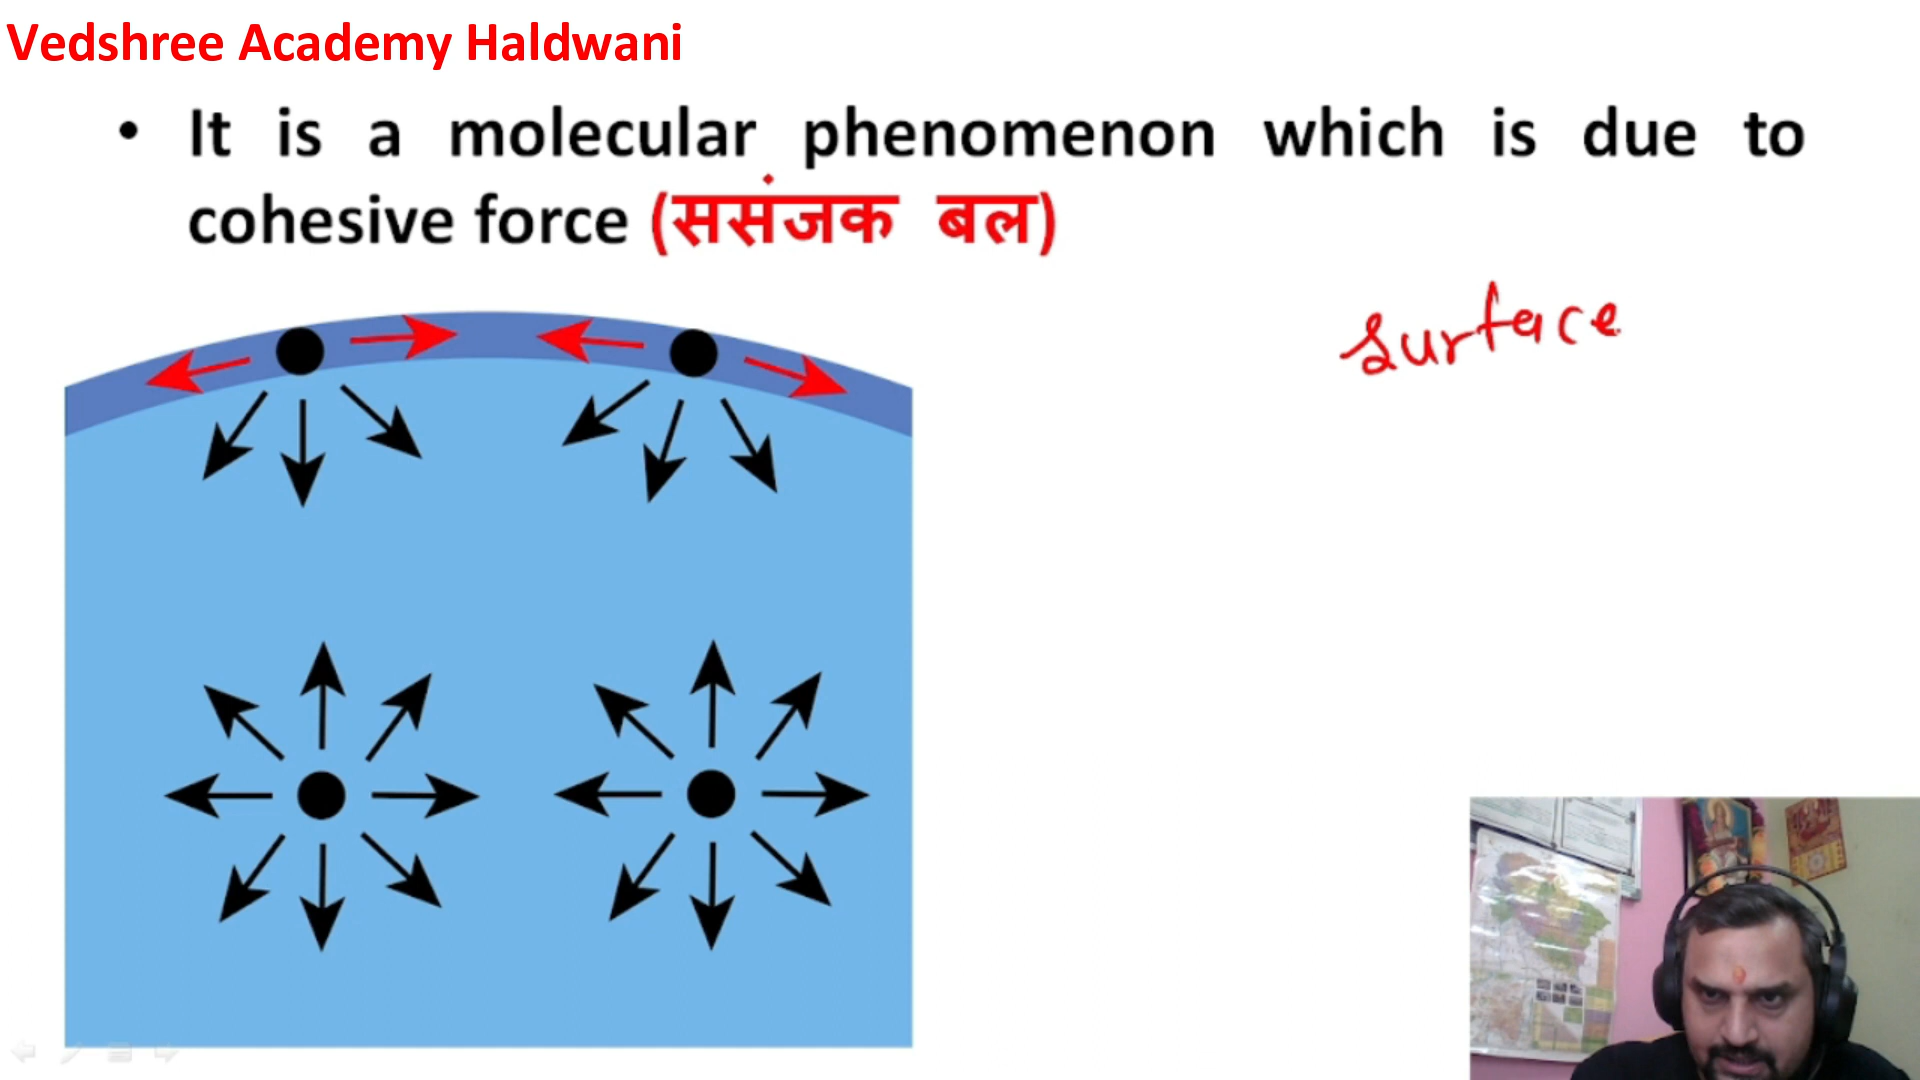 Vedshree Academy Haldwani
• It is a molecular phenomenon which is due to
cohesive force (ससंजक बल)
surface